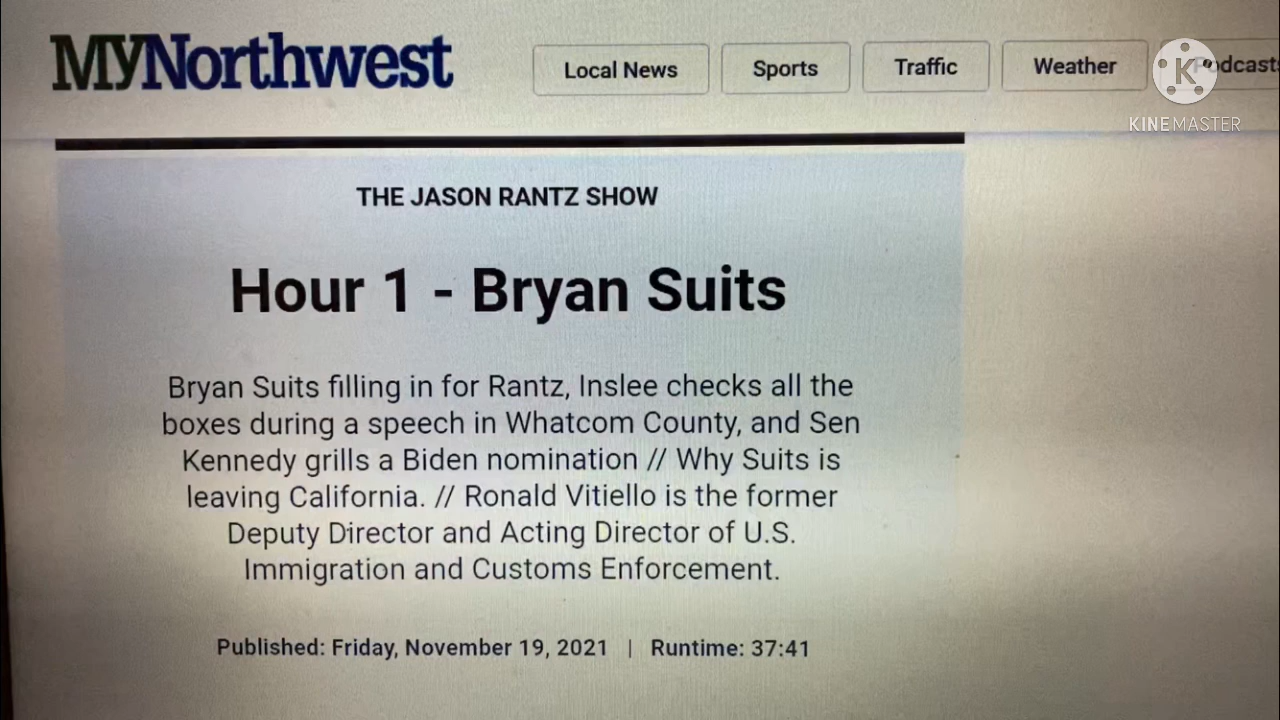 MYNorthwest
Local News
Sports
Traffic
Weather
Podcasts
K
KINEMASTER
THE JASON RANTZ SHOW
Hour 1 - Bryan Suits
Bryan Suits filling in for Rantz, Inslee checks all the
boxes during a speech in Whatcom County, and Sen
Kennedy grills a Biden nomination // Why Suits is
leaving California. // Ronald Vitiello is the former
Deputy Director and Acting Director of U.S.
Immigration and Customs Enforcement.
Published: Friday, November 19, 2021 | Runtime: 37:41